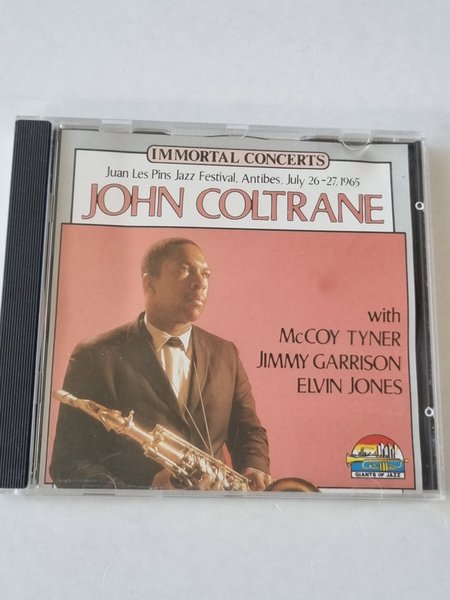 IMMORTAL CONCERTS
Juan Les Pins Jazz Festival, Antibes, July 26-27, 1965
JOHN COLTRANE
with
McCOY TYNER
JIMMY GARRISON
ELVIN JONES
GIANTS OF JAZZ